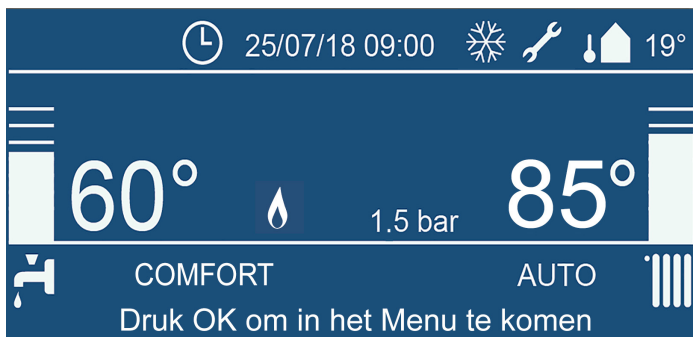 25/07/18 09:00 19°
60° 1.5 bar 85°
COMFORT AUTO
Druk OK om in het Menu te komen